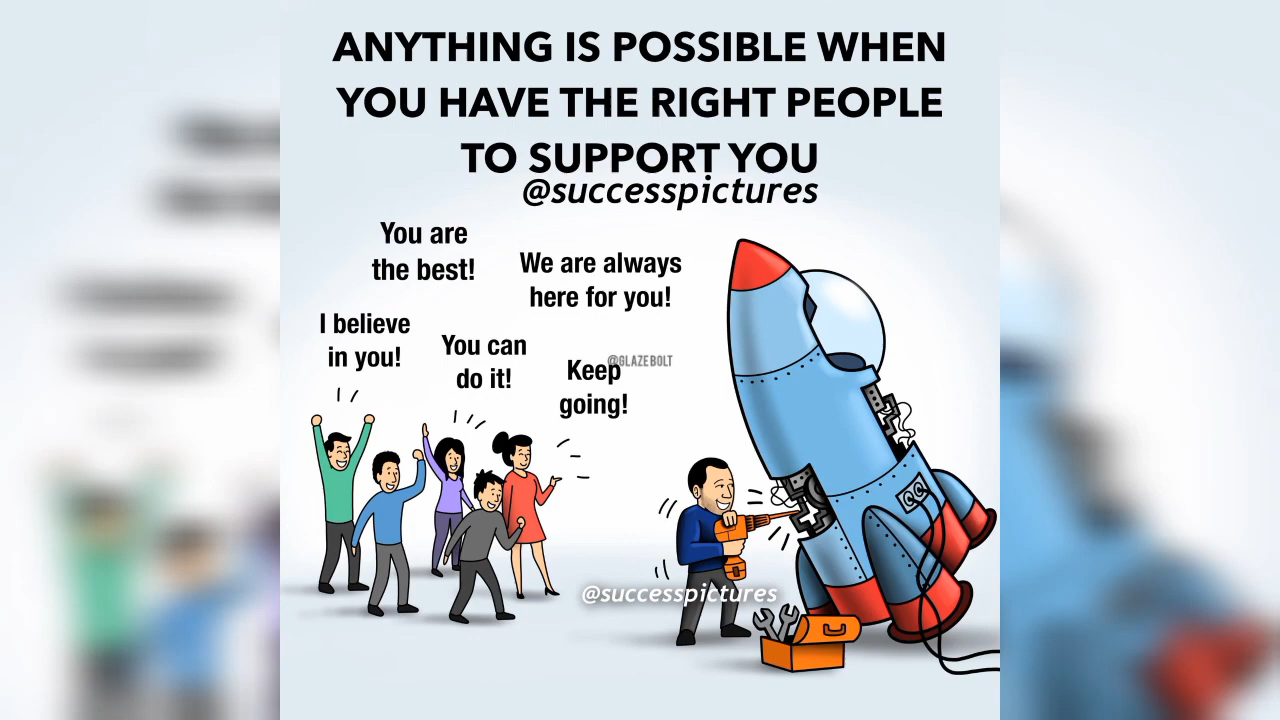 ANYTHING IS POSSIBLE WHEN
YOU HAVE THE RIGHT PEOPLE
TO SUPPORT YOU
@successpictures
You are
the best!
We are always
here for you!
I believe
in you!
You can
do it!
@GLAZEBOLT
Keep
going!
@successpictures